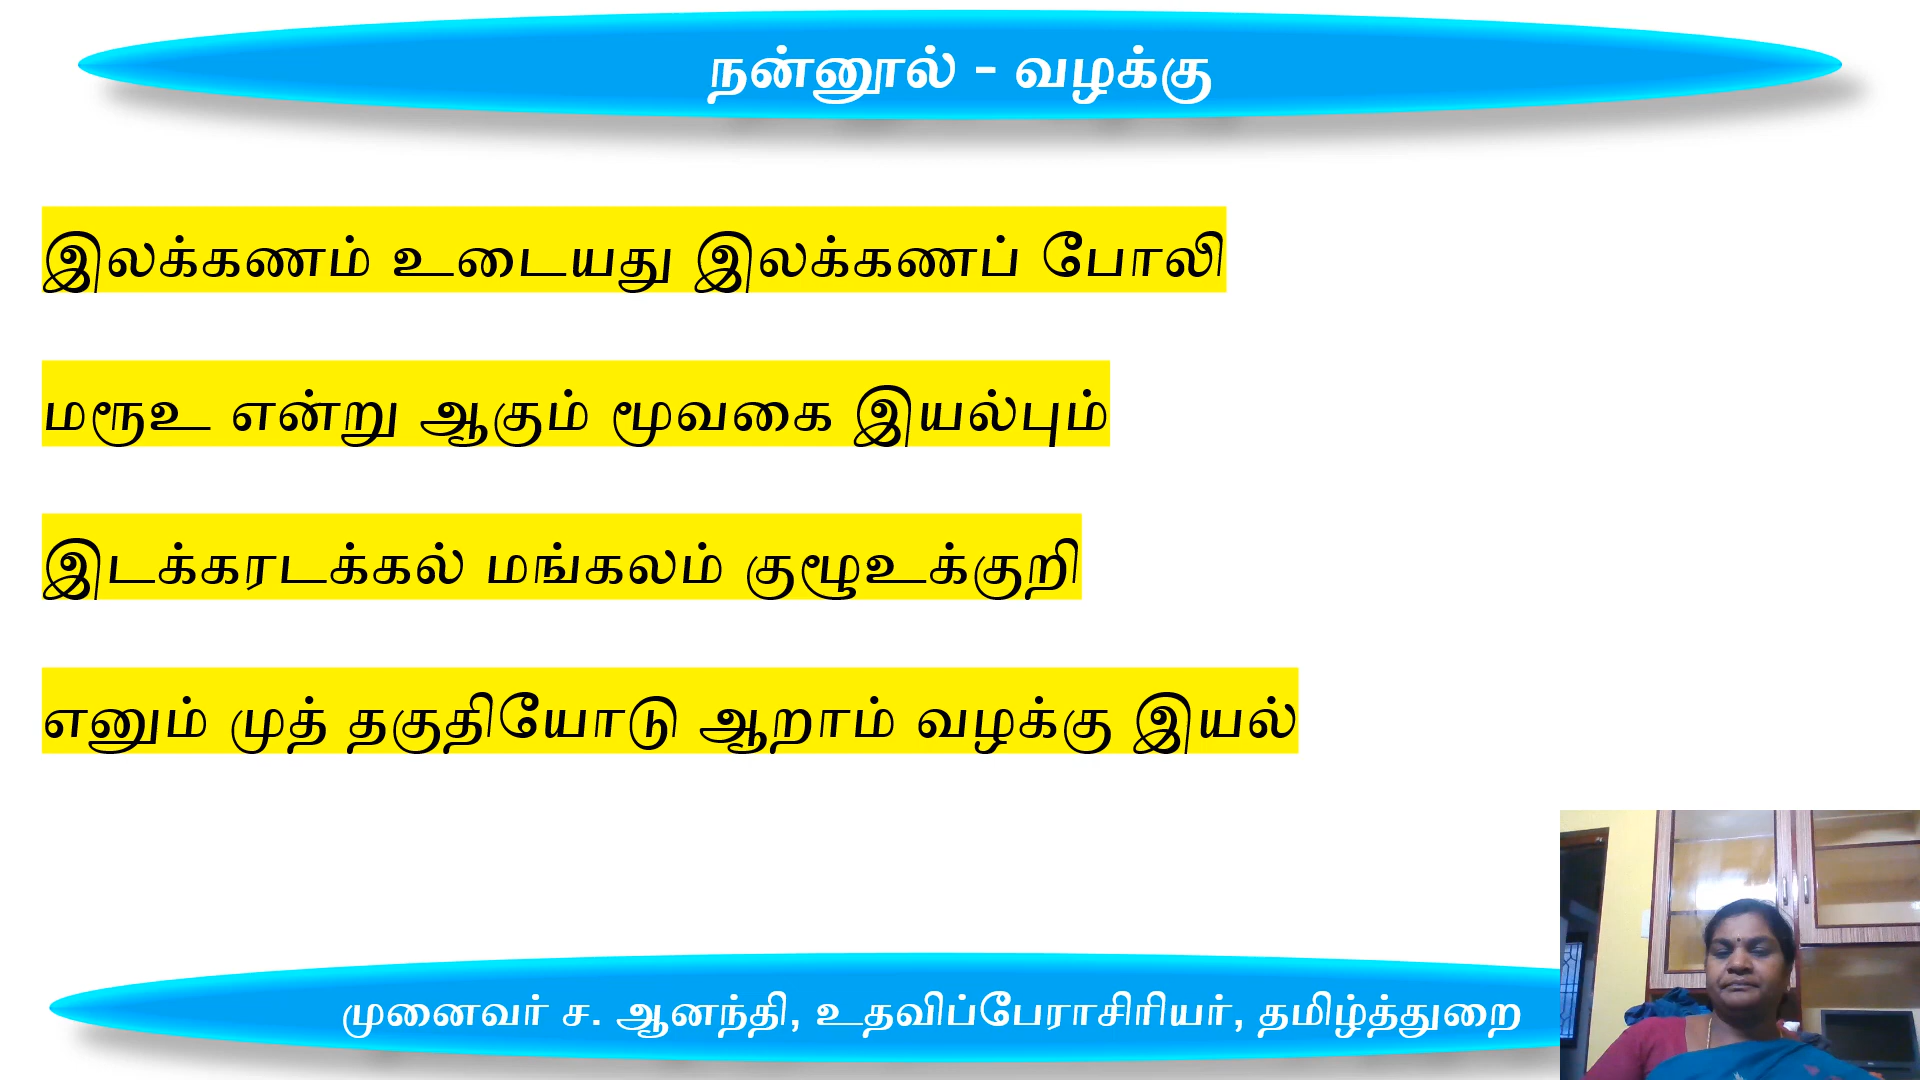 நன்னூல் - வழக்கு
இலக்கணம் உடையது இலக்கணப் போலி
மரூஉ என்று ஆகும் மூவகை இயல்பும்
இடக்கரடக்கல் மங்கலம் குழூஉக்குறி
எனும் முத் தகுதியோடு ஆறாம் வழக்கு இயல்
முனைவர் ச. ஆனந்தி, உதவிப்பேராசிரியர், தமிழ்த்துறை